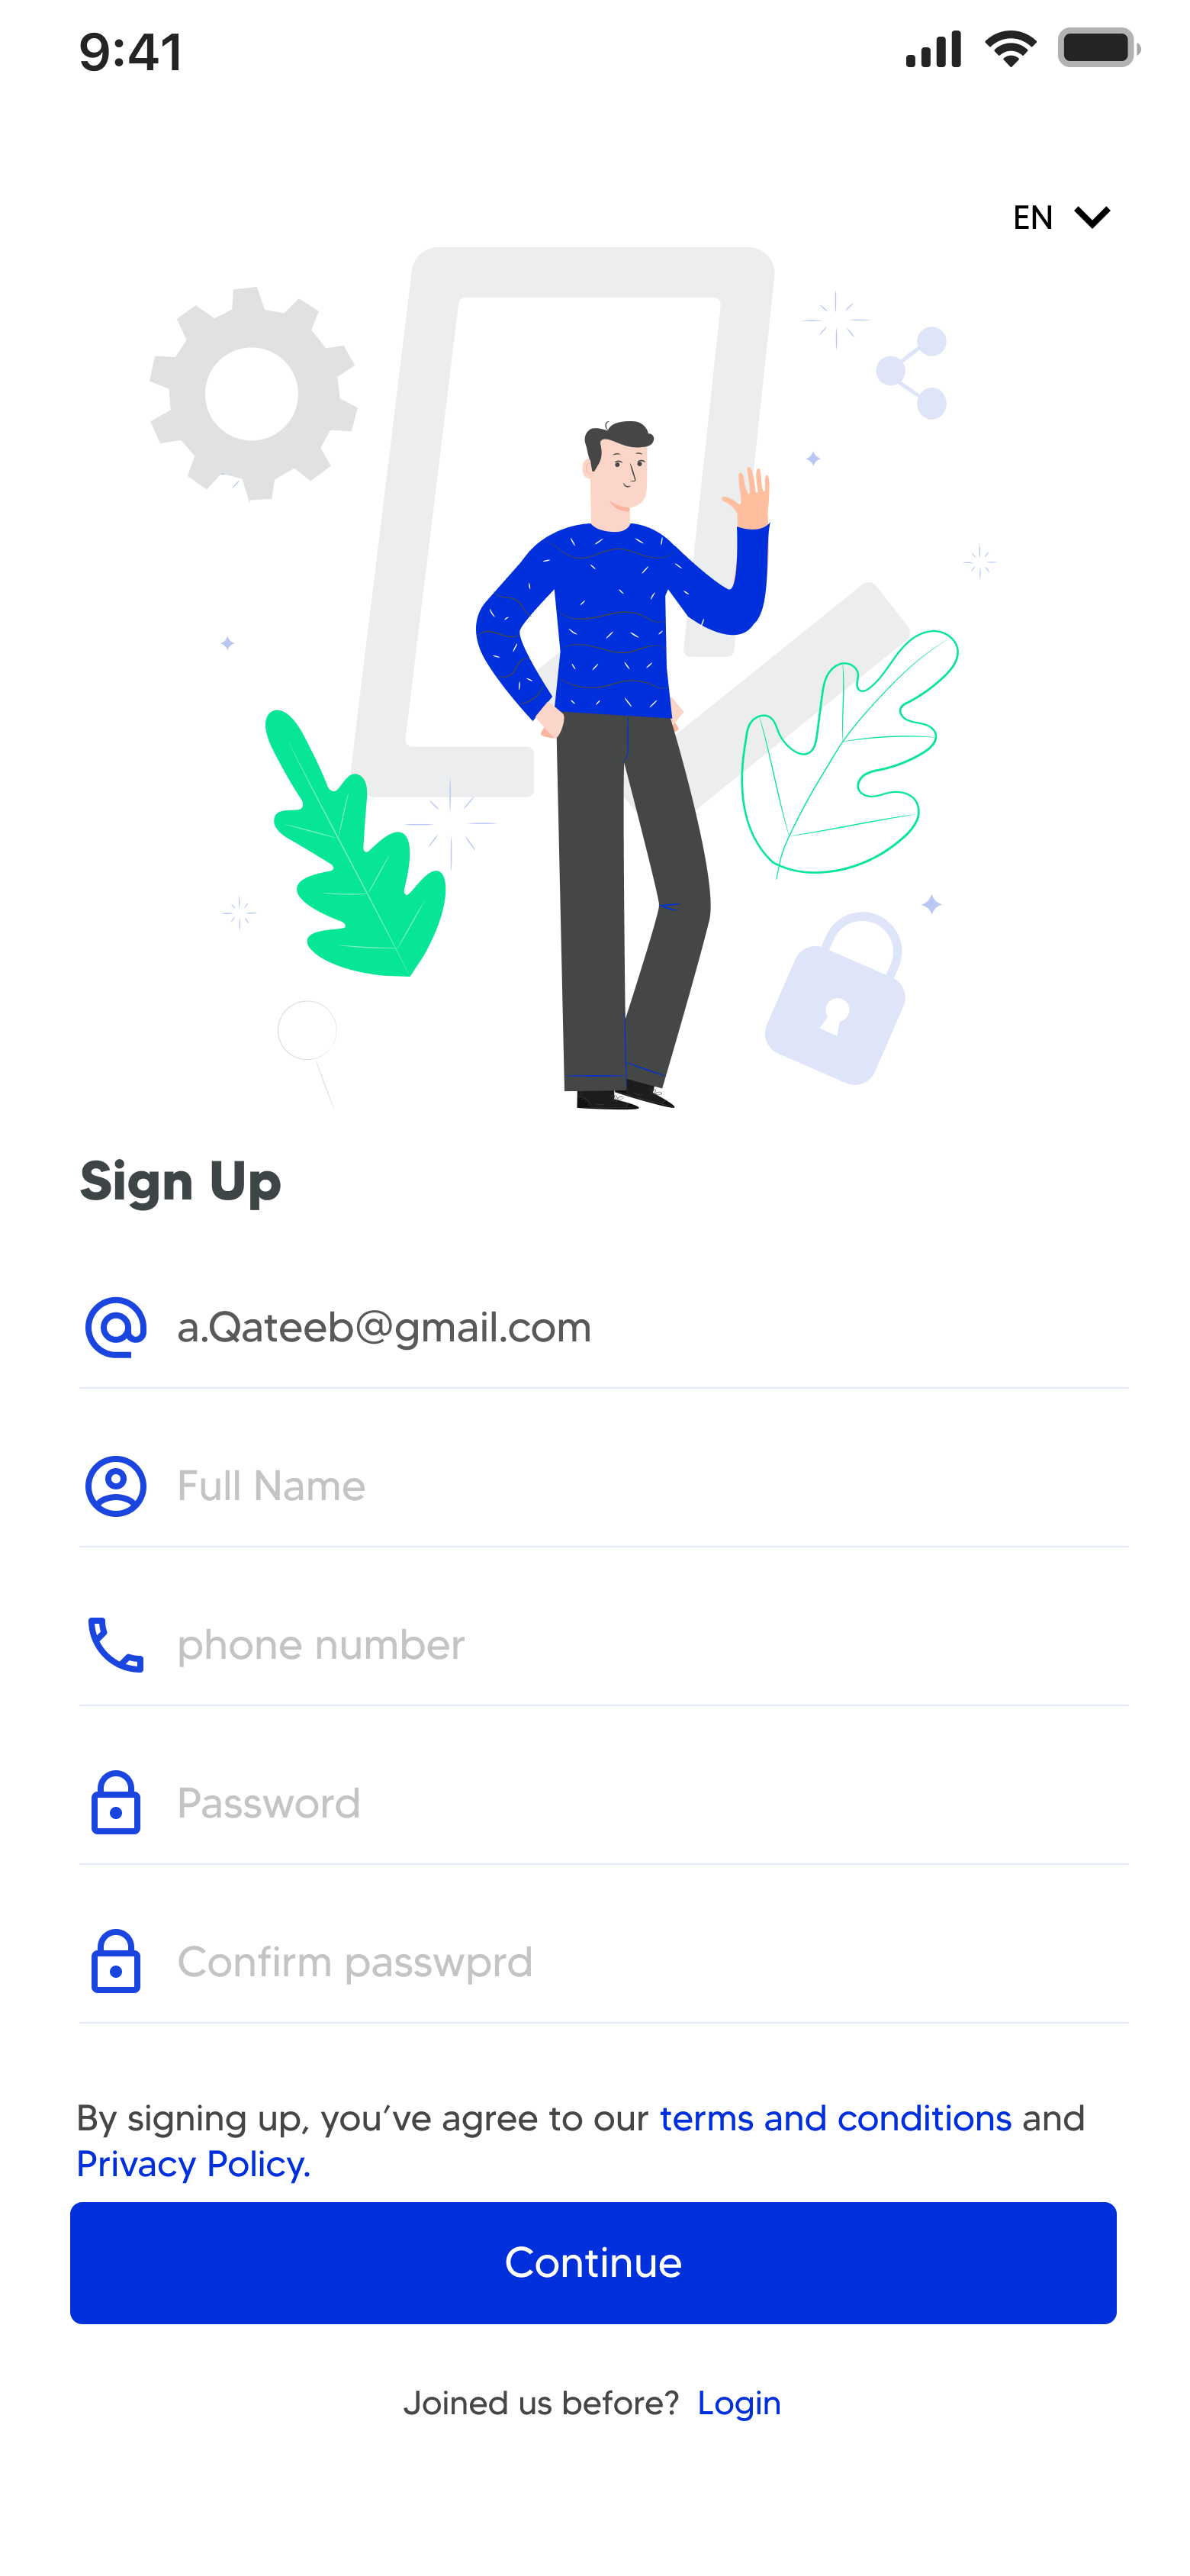 9:41
EN
Sign Up
a.Qateeb@gmail.com
Full Name
phone number
Password
Confirm passwprd
By signing up, you’ve agree to our terms and conditions and
Privacy Policy.
Continue
Joined us before? Login